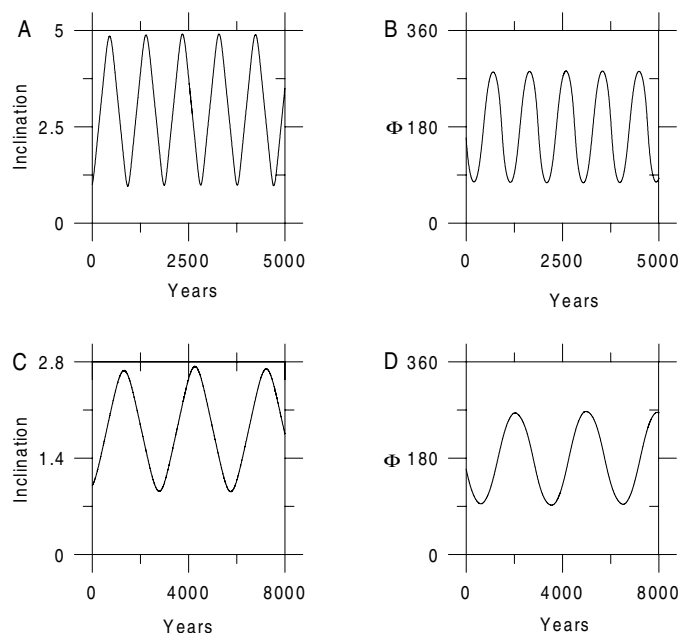 A
B
5
2.5
0
Inclination
0 2500 5000
Years
360
Φ 180
0
0 2500 5000
Years
C
D
2.8
1.4
0
Inclination
0 4000 8000
Years
360
Φ 180
0
0 4000 8000
Years